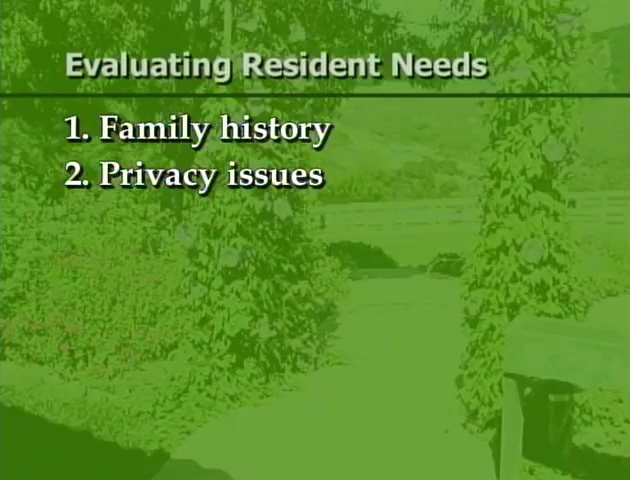 Evaluating Resident Needs
1. Family history
2. Privacy issues